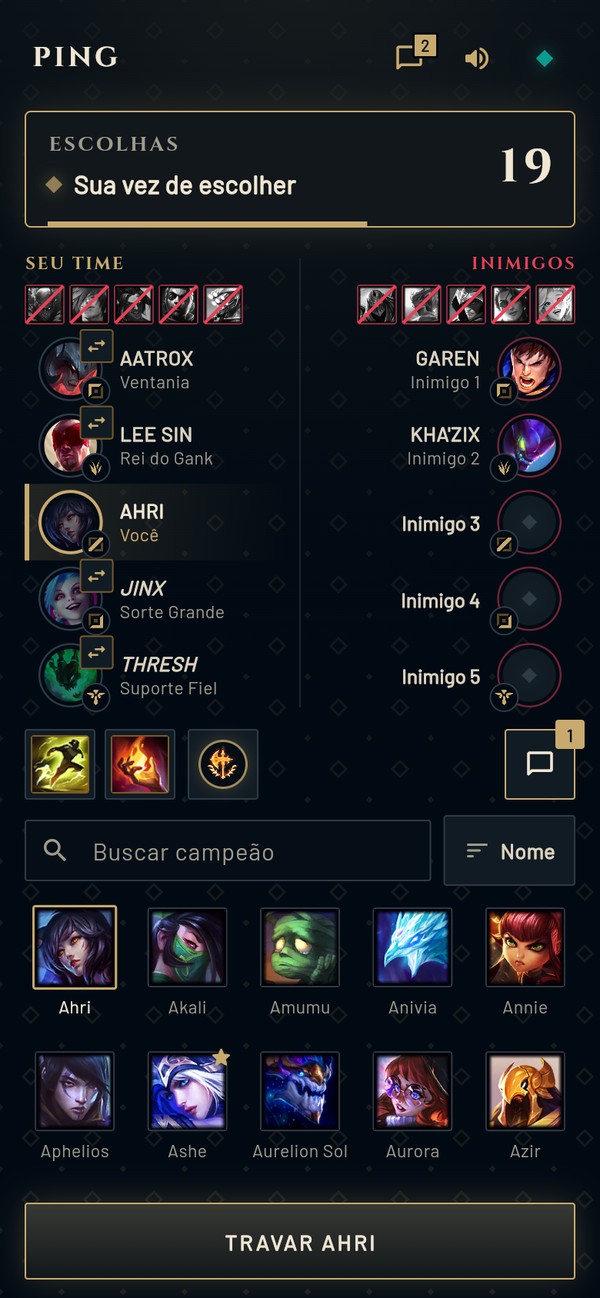 PING
2
ESCOLHAS
Sua vez de escolher
19
SEU TIME
INIMIGOS
AATROX
Ventania
GAREN
Inimigo 1
LEE SIN
Rei do Gank
KHA'ZIX
Inimigo 2
AHRI
Você
Inimigo 3
JINX
Sorte Grande
Inimigo 4
THRESH
Suporte Fiel
Inimigo 5
1
Buscar campeão
Nome
Ahri
Akali
Amumu
Anivia
Annie
Aphelios
Ashe
Aurelion Sol
Aurora
Azir
TRAVAR AHRI